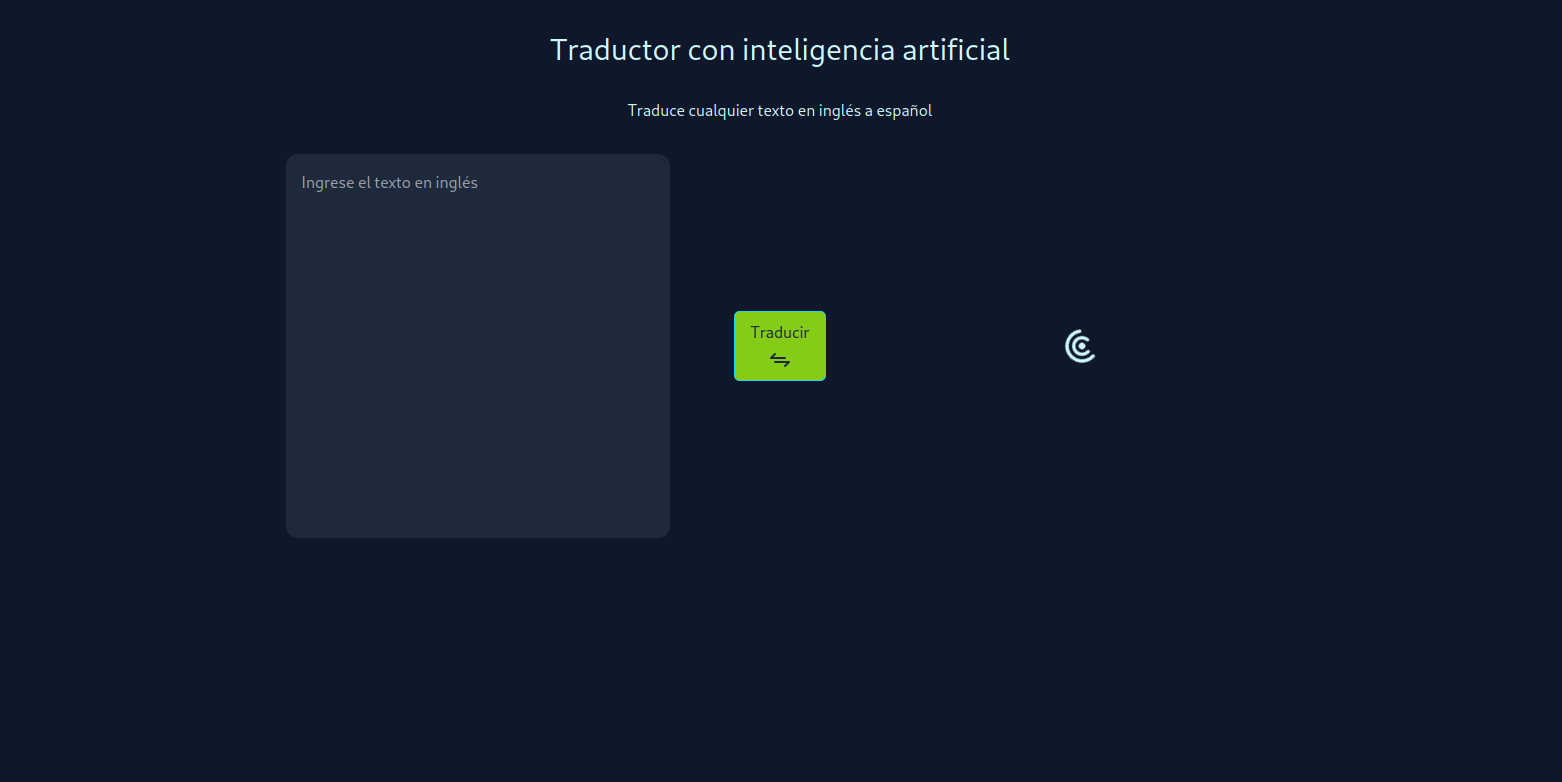 Traductor con inteligencia artificial
Traduce cualquier texto en inglés a español
Ingrese el texto en inglés
Traducir